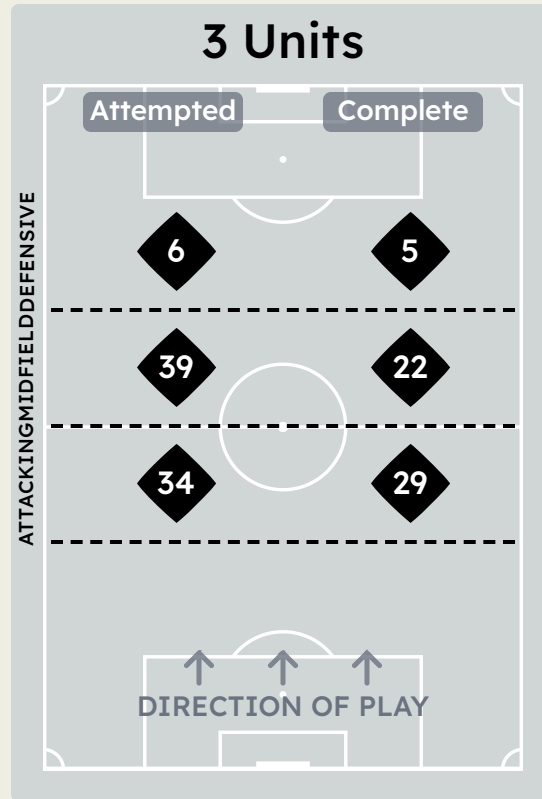 3 Units
Attempted Complete
ATTACKINGMIDFIELDDEFENSIVE
6 5
39 22
34 29
DIRECTION OF PLAY